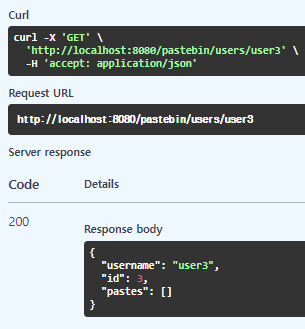 Curl
curl -X 'GET' \
'http://localhost:8080/pastebin/users/user3' \
-H 'accept: application/json'
Request URL
http://localhost:8080/pastebin/users/user3
Server response
Code Details
200
Response body
{
"username": "user3",
"id": 3,
"pastes": []
}